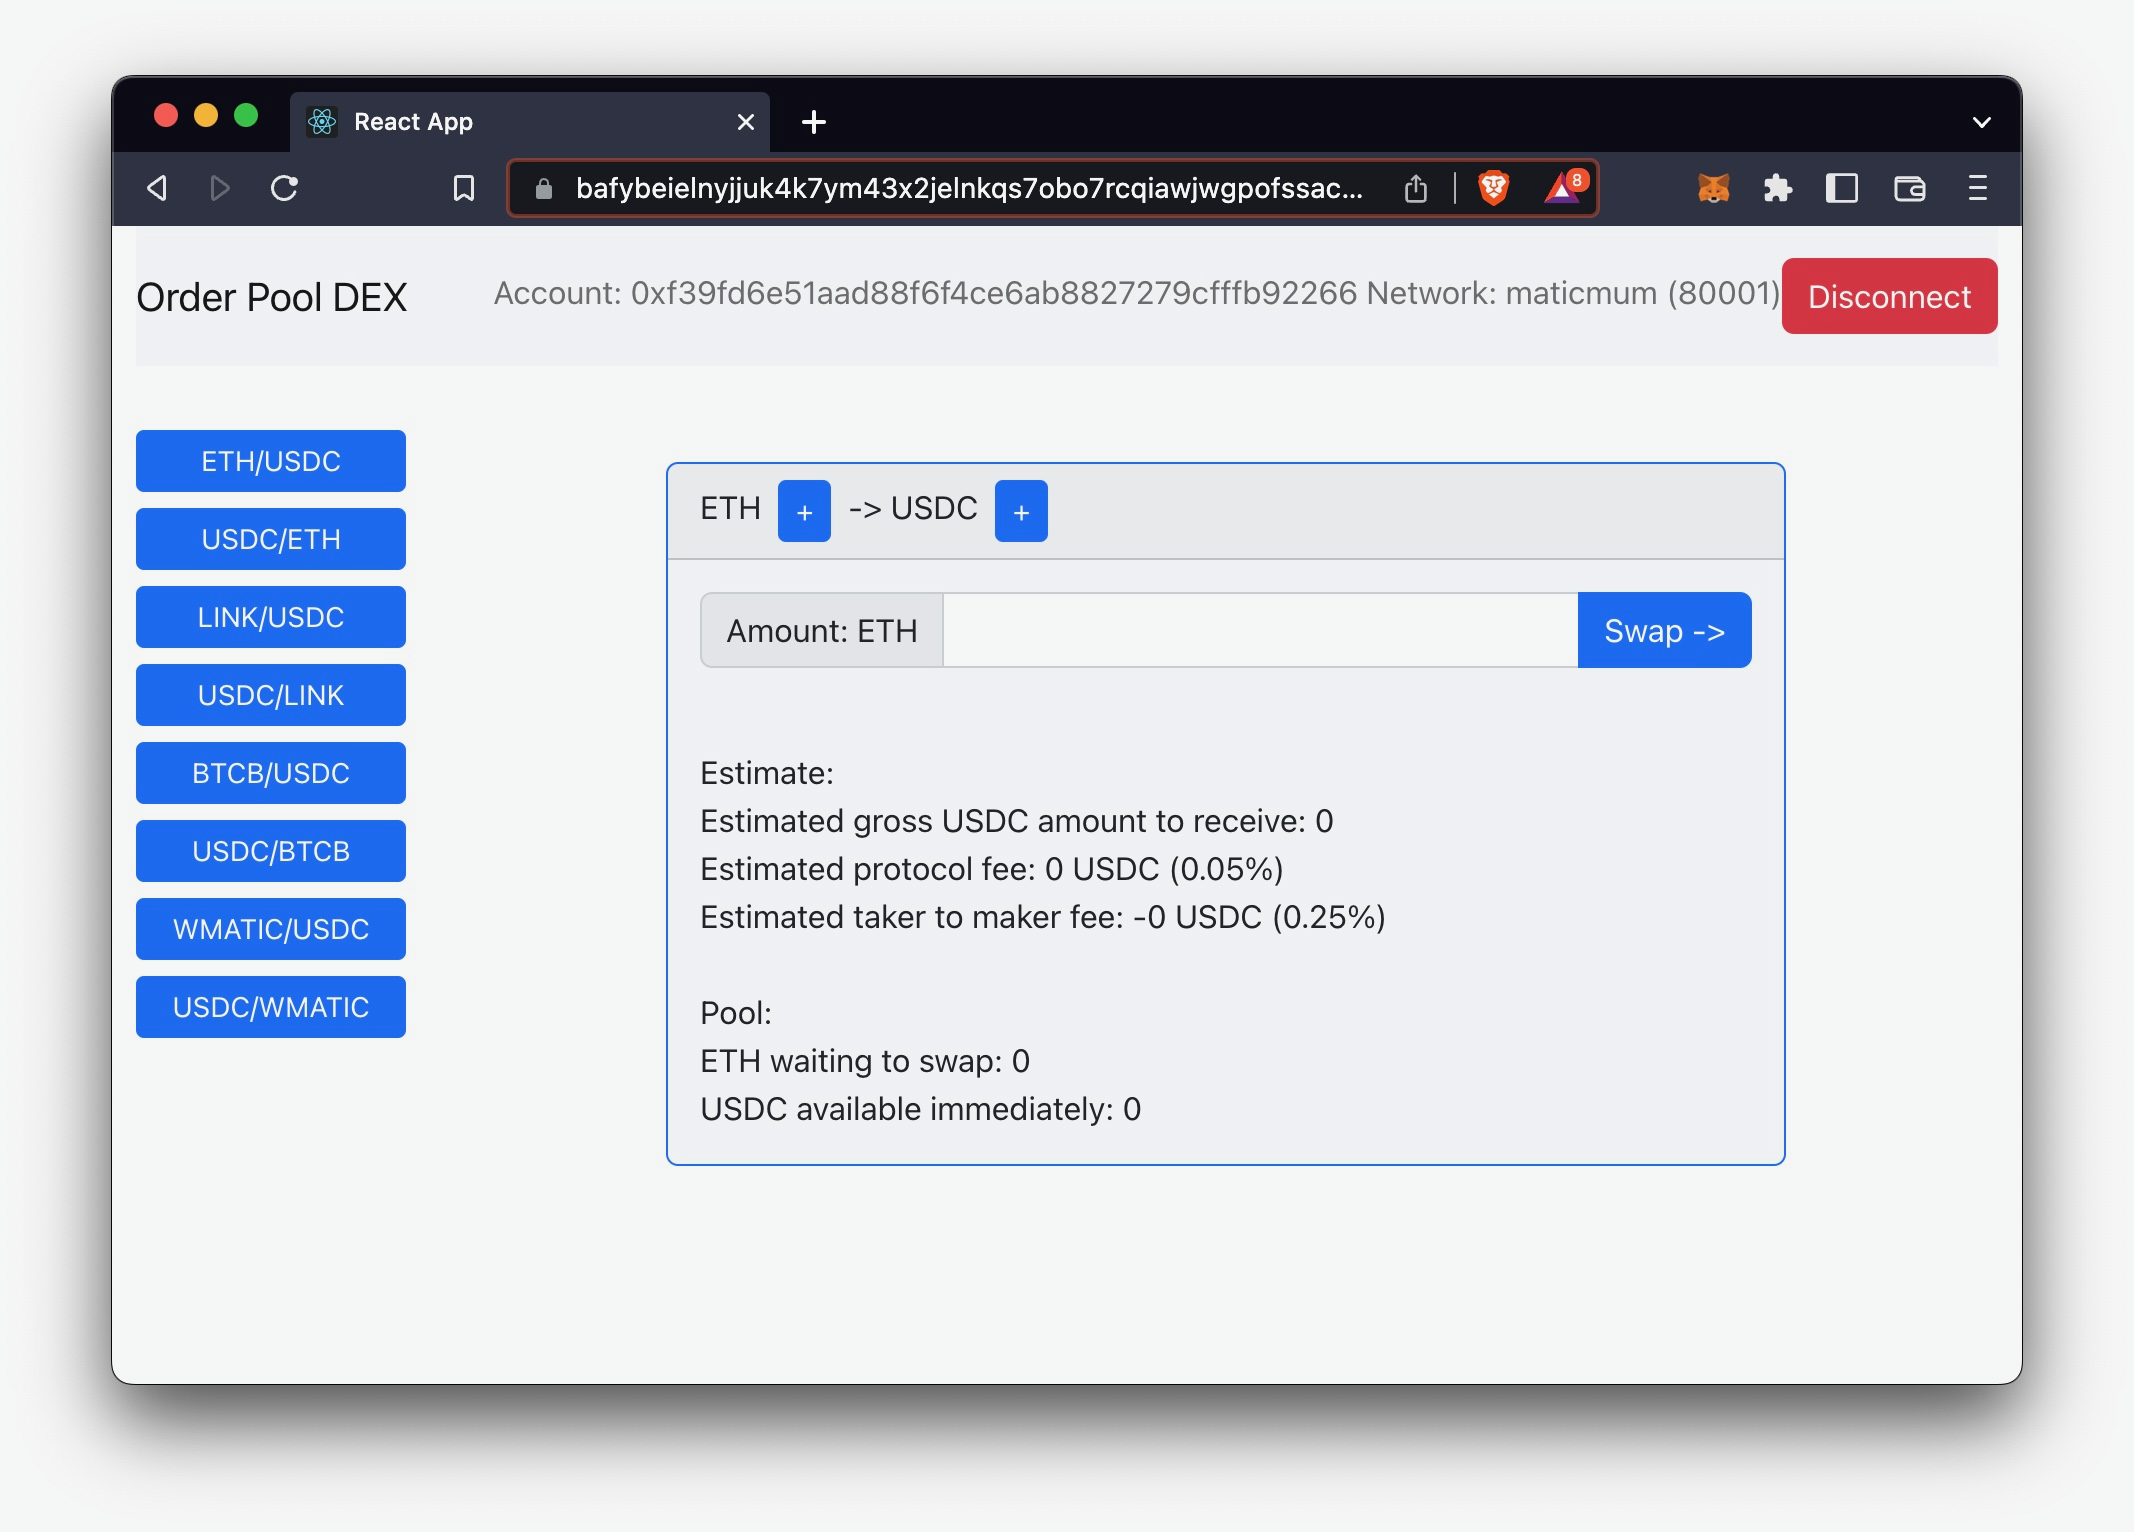 React App
bafybeielnyjjuk4k7ym43x2jelnkqs7obo7rcqiawjwgpofssac...
8
Order Pool DEX
Account: 0xf39fd6e51aad88f6f4ce6ab8827279cfffb92266 Network: maticmum (80001)
Disconnect
ETH/USDC
USDC/ETH
LINK/USDC
USDC/LINK
BTCB/USDC
USDC/BTCB
WMATIC/USDC
USDC/WMATIC
ETH + -> USDC +
Amount: ETH
Swap ->
Estimate:
Estimated gross USDC amount to receive: 0
Estimated protocol fee: 0 USDC (0.05%)
Estimated taker to maker fee: -0 USDC (0.25%)
Pool:
ETH waiting to swap: 0
USDC available immediately: 0